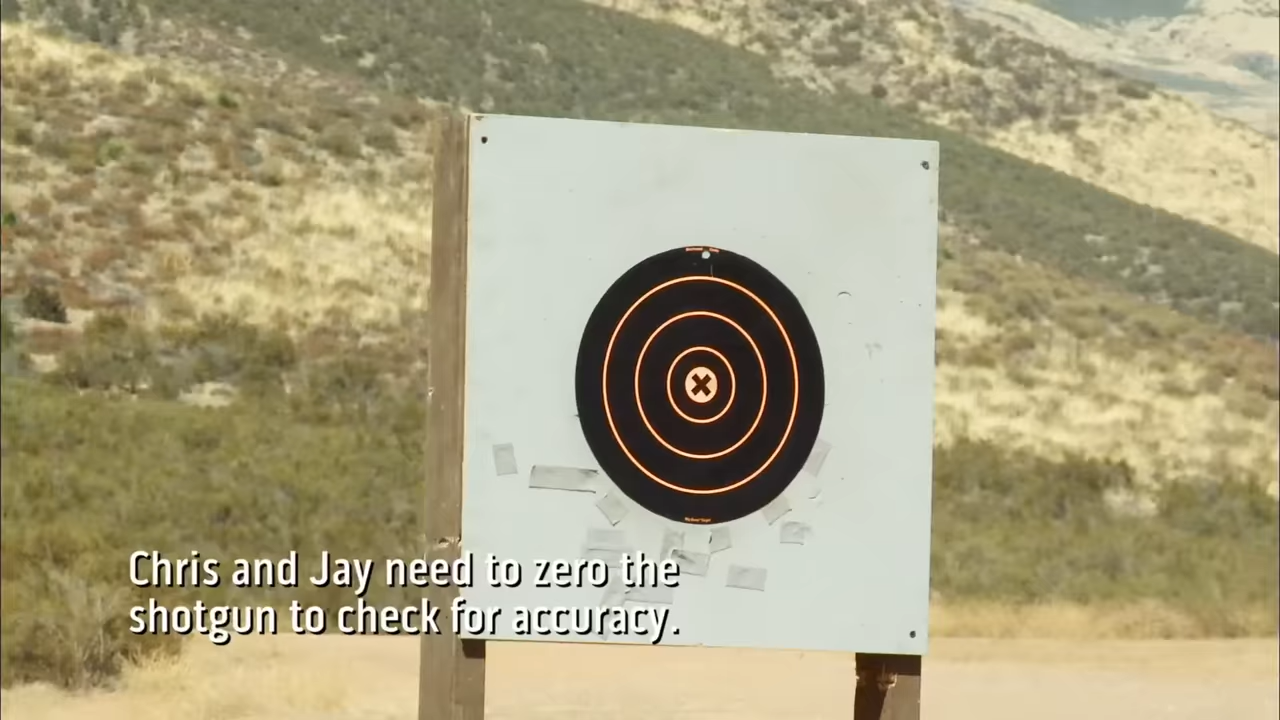 Chris and Jay need to zero the
shotgun to check for accuracy.